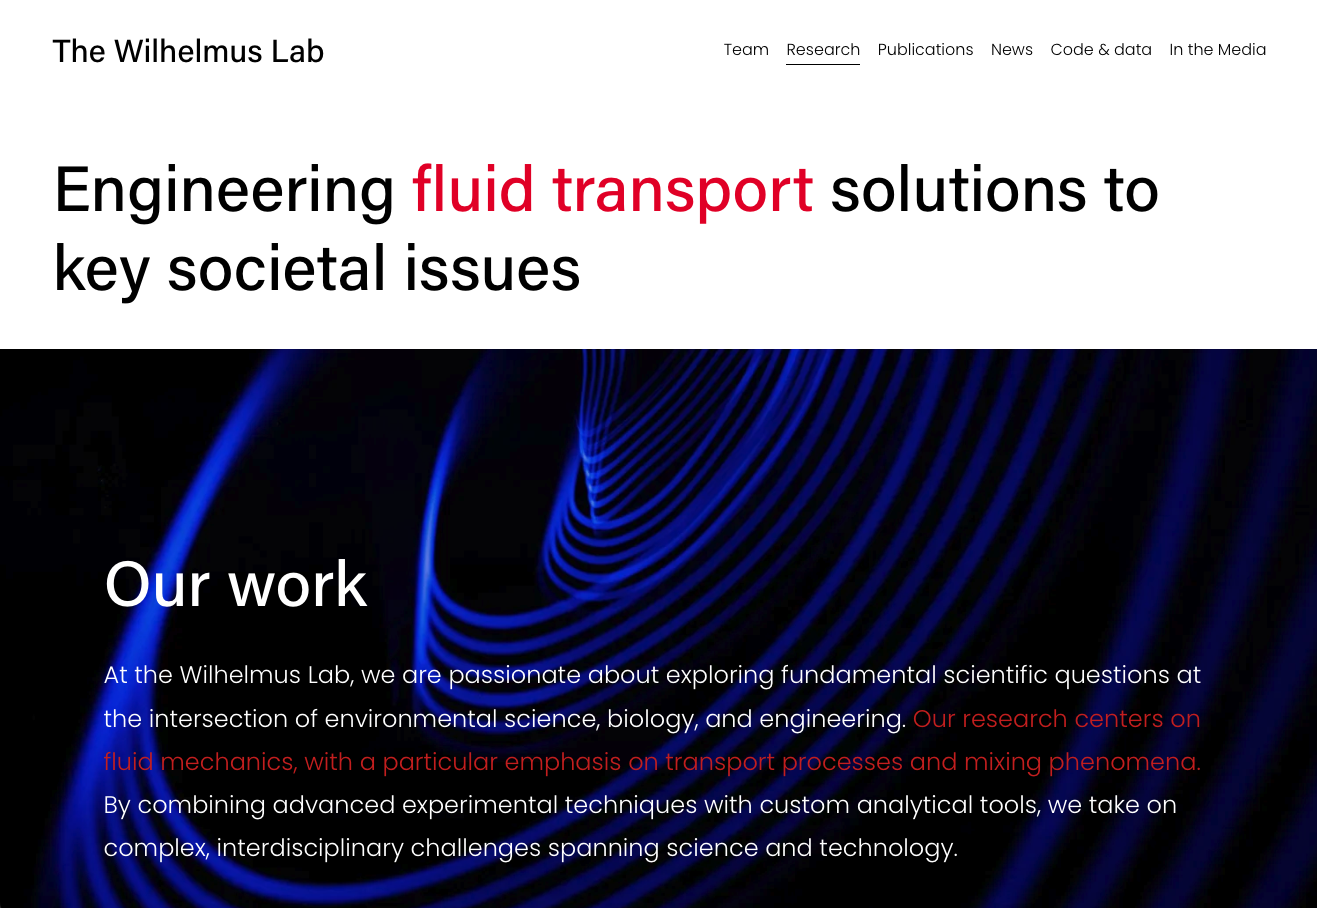 The Wilhelmus Lab
Team Research Publications News Code & data In the Media
Engineering fluid transport solutions to
key societal issues
Our work
At the Wilhelmus Lab, we are passionate about exploring fundamental scientific questions at
the intersection of environmental science, biology, and engineering. Our research centers on
fluid mechanics, with a particular emphasis on transport processes and mixing phenomena.
By combining advanced experimental techniques with custom analytical tools, we take on
complex, interdisciplinary challenges spanning science and technology.